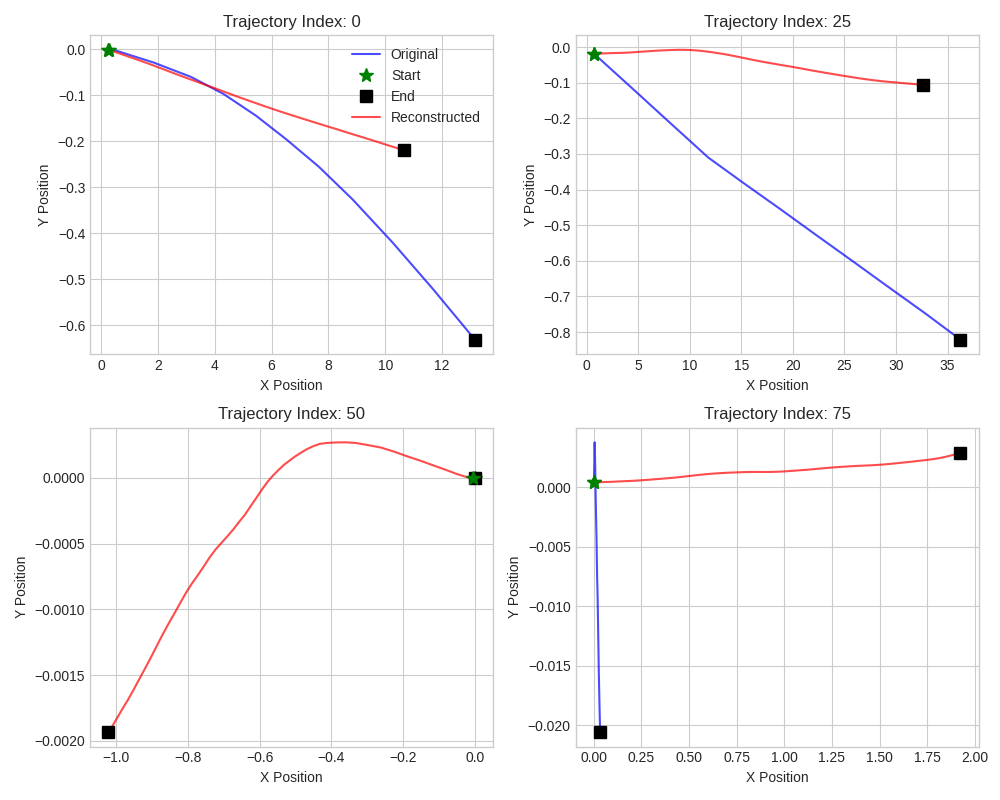 Trajectory Index: 0
0.0
−0.1
−0.2
−0.3
−0.4
−0.5
−0.6
Y Position
0 2 4 6 8 10 12
X Position
Original
Start
End
Reconstructed
Trajectory Index: 25
0.0
−0.1
−0.2
−0.3
−0.4
−0.5
−0.6
−0.7
−0.8
Y Position
0 5 10 15 20 25 30 35
X Position
Trajectory Index: 50
0.0000
−0.0005
−0.0010
−0.0015
−0.0020
Y Position
−1.0 −0.8 −0.6 −0.4 −0.2 0.0
X Position
Trajectory Index: 75
0.000
−0.005
−0.010
−0.015
−0.020
Y Position
0.00 0.25 0.50 0.75 1.00 1.25 1.50 1.75 2.00
X Position